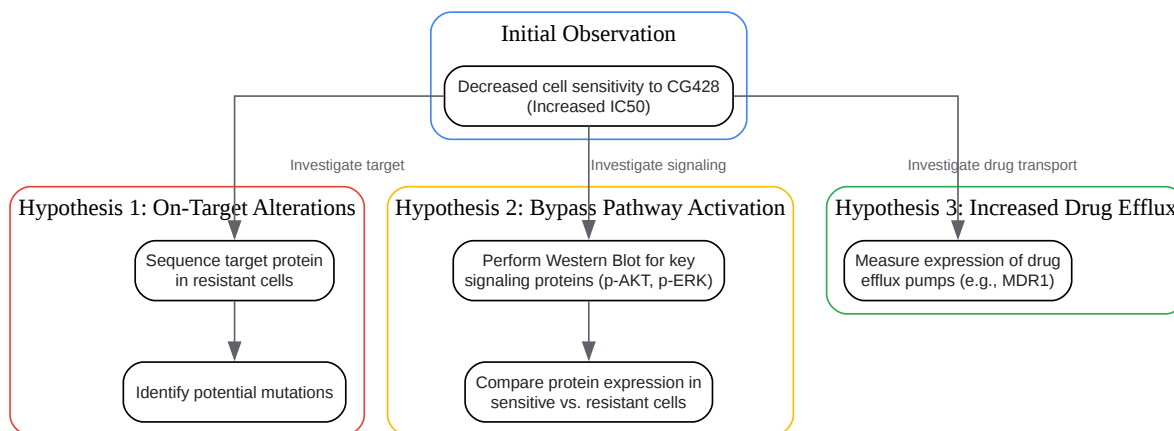 Initial Observation
Decreased cell sensitivity to CG428
(Increased IC50)
Investigate target
Investigate signaling
Investigate drug transport
Hypothesis 1: On-Target Alterations
Hypothesis 2: Bypass Pathway Activation
Hypothesis 3: Increased Drug Efflux
Sequence target protein
in resistant cells
Perform Western Blot for key
signaling proteins (p-AKT, p-ERK)
Measure expression of drug
efflux pumps (e.g., MDR1)
Identify potential mutations
Compare protein expression in
sensitive vs. resistant cells